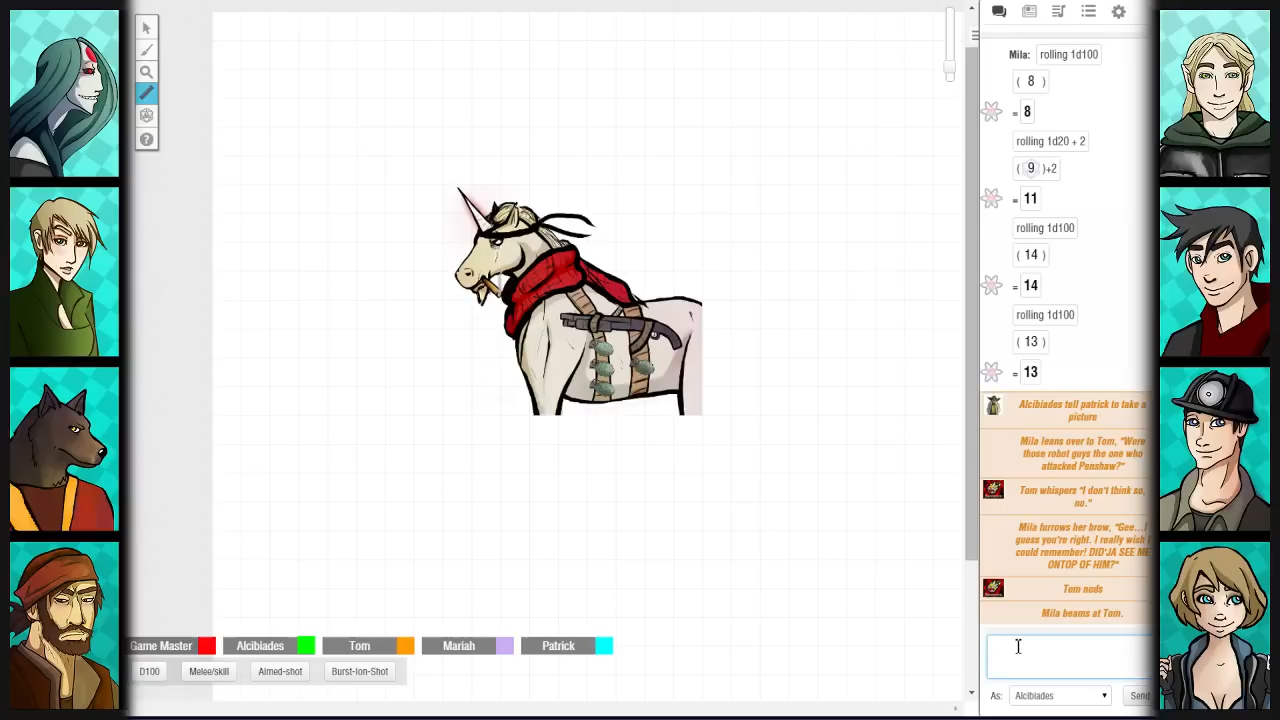 Mila: rolling 1d100
( 8 )
= 8
rolling 1d20 + 2
( 9 )+2
= 11
rolling 1d100
( 14 )
= 14
rolling 1d100
( 13 )
= 13
Alcibiades tell patrick to take a
picture
Mila leans over to Tom, "Were
those robot guys the one who
attacked Penshaw?"
Tom whispers "I don't think so,
no."
Mila furrows her brow, "Gee...I
guess you're right. I really wish I
could remember! DID'JA SEE ME
ONTOP OF HIM?"
Tom nods
Mila beams at Tom.
Game Master Alcibiades Tom Mariah Patrick
D100 Melee/skill Aimed-shot Burst-Ion-Shot
As: Alcibiades Send